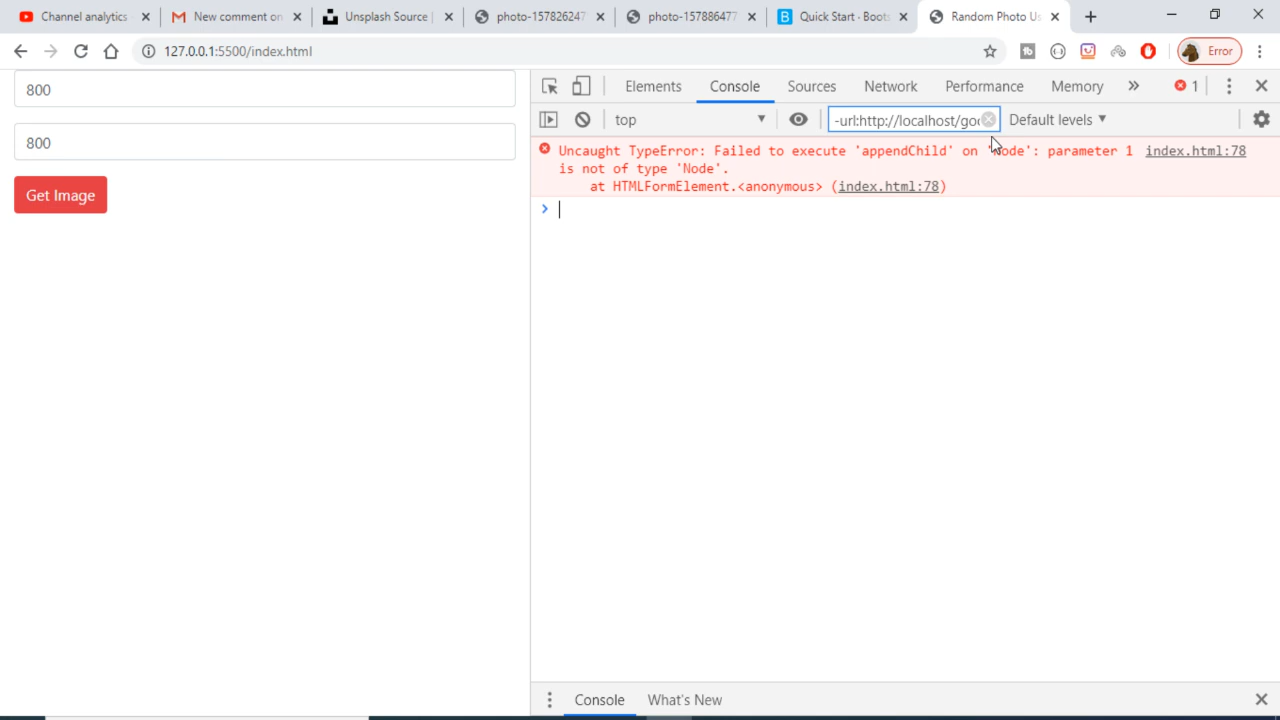 Channel analytics
New comment on
Unsplash Source |
photo-157826247
photo-157886477
Quick Start · Boots
Random Photo Us
127.0.0.1:5500/index.html
Error
800
800
Get Image
Elements Console Sources Network Performance Memory » 1
top -url:http://localhost/goo Default levels
Uncaught TypeError: Failed to execute 'appendChild' on 'Node': parameter 1 index.html:78
is not of type 'Node'.
at HTMLFormElement.<anonymous> (index.html:78)
Console What's New